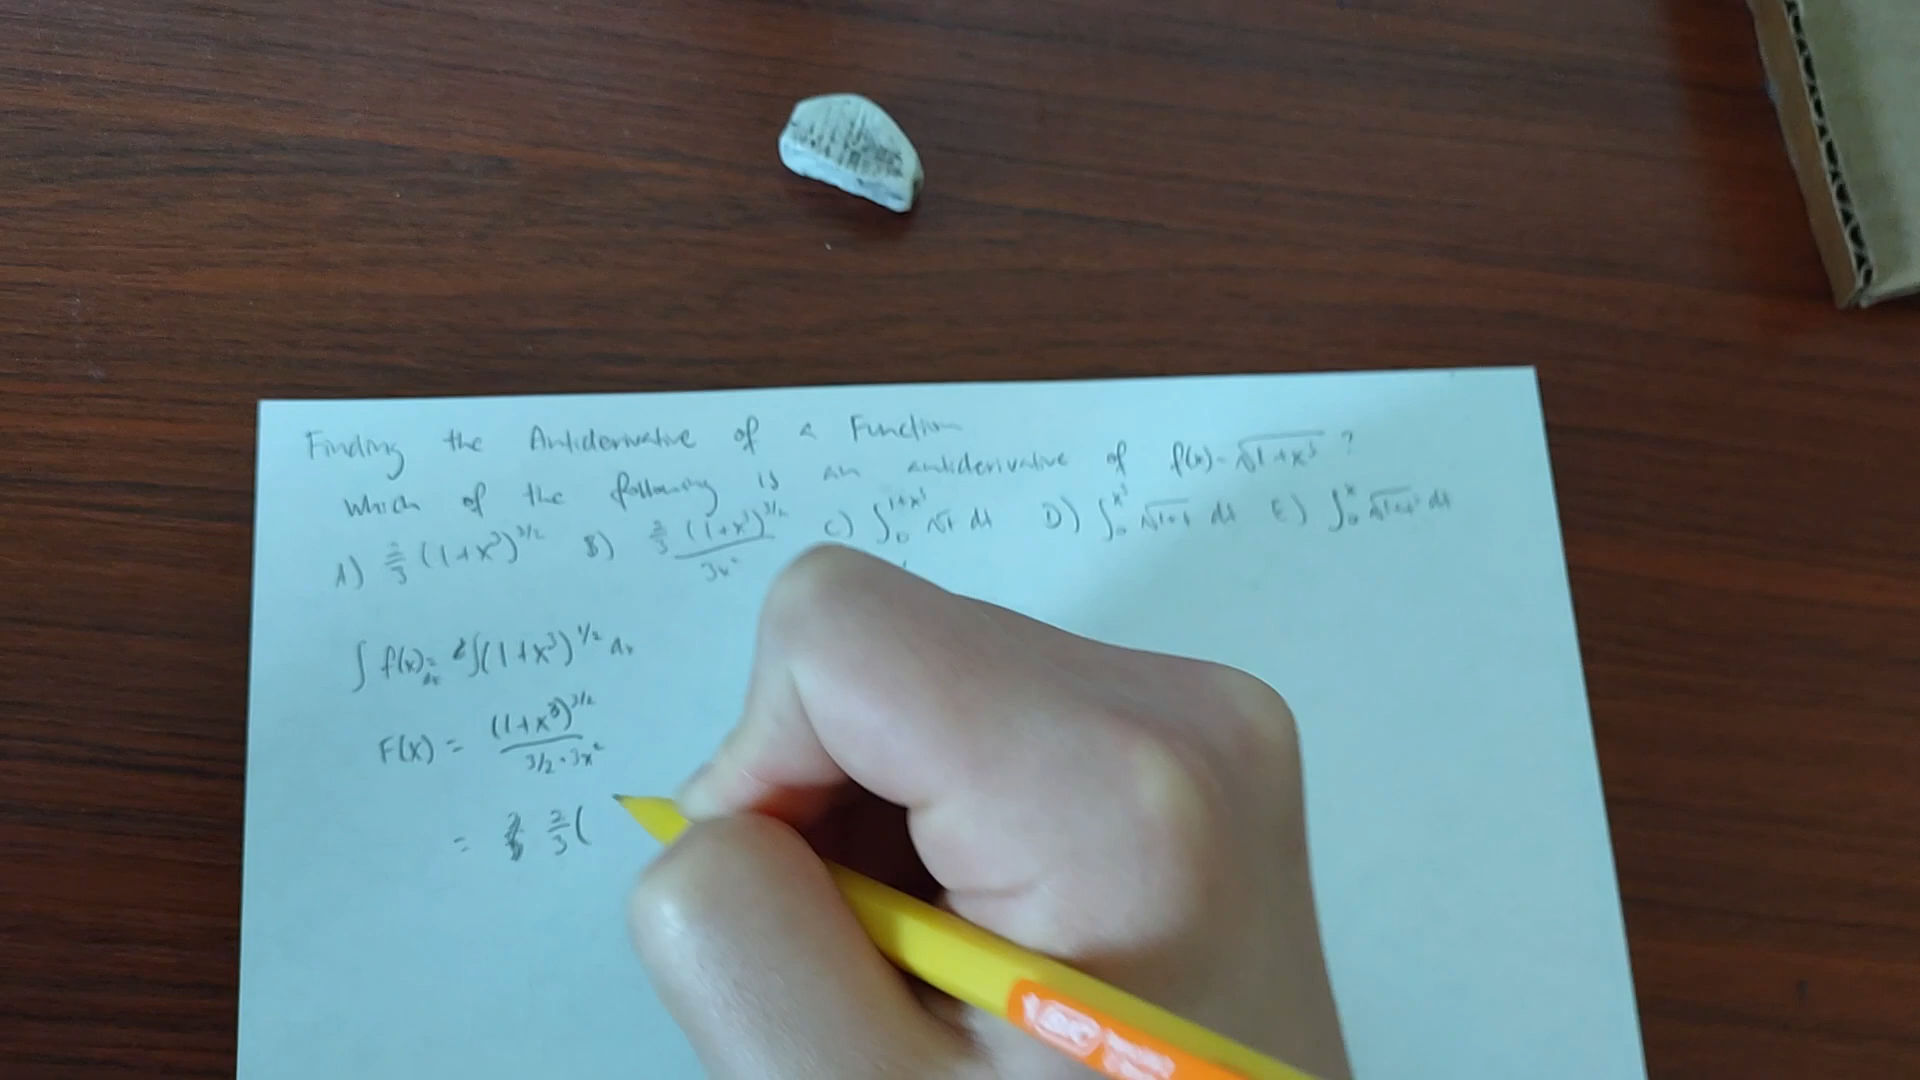 Finding the Antiderivative of a Function
Which of the following is an antiderivative of f(x) = √1+x³ ?
A) 2/3 (1+x³)^3/2 B) 2/3 (1+x³)^3/2 / 3x² C) ∫₀^1+x³ √t dt D) ∫₀^x³ √1+t dt E) ∫₀^x √1+t³ dt
∫ f(x) dx = ∫(1+x³)^1/2 dx
F(x) = (1+x³)^3/2 / 3/2 · 3x²
= 2/3 (
BIC